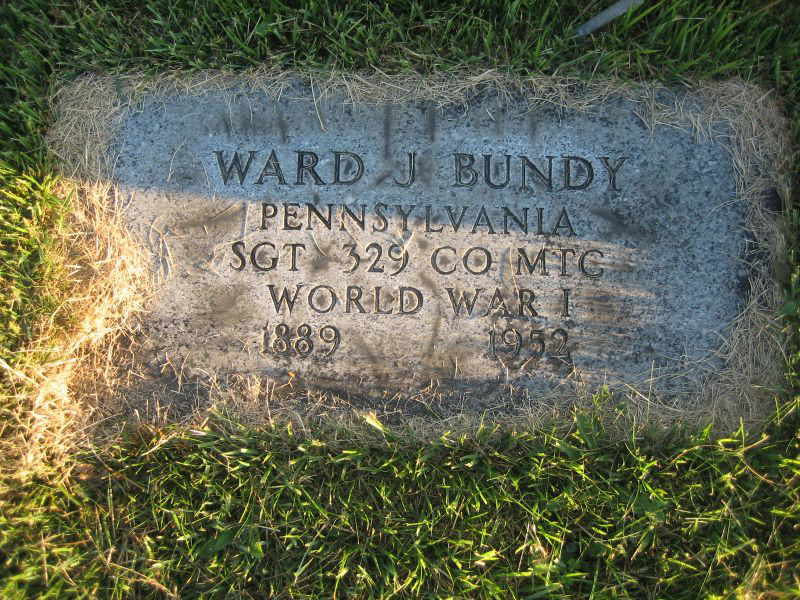 WARD J BUNDY
PENNSYLVANIA
SGT 329 CO MTC
WORLD WAR I
1889 1952